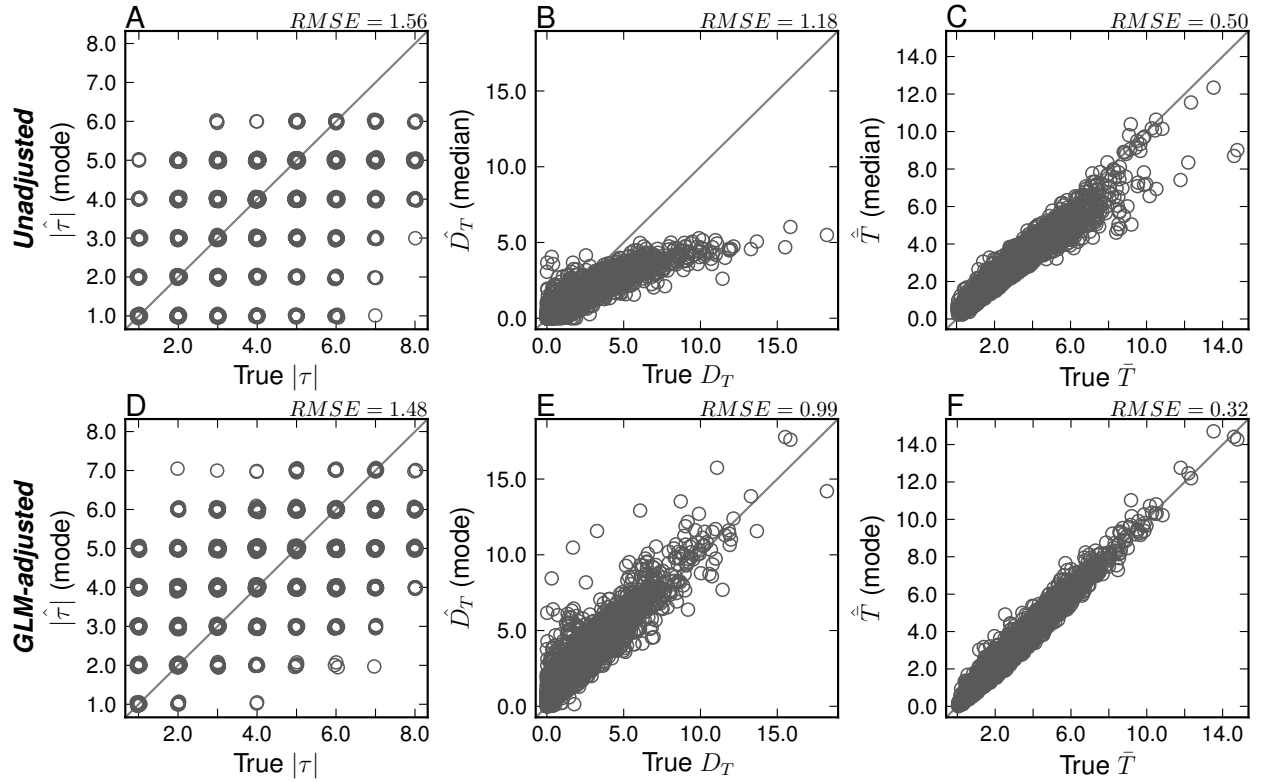 A
RMSE = 1.56
B
RMSE = 1.18
C
RMSE = 0.50
Unadjusted
|τ̂| (mode)
8.0
7.0
6.0
5.0
4.0
3.0
2.0
1.0
2.0 4.0 6.0 8.0
True |τ|
D̂_T (median)
15.0
10.0
5.0
0.0
0.0 5.0 10.0 15.0
True D_T
T̄̂ (median)
14.0
12.0
10.0
8.0
6.0
4.0
2.0
0.0
2.0 6.0 10.0 14.0
True T̄
D
RMSE = 1.48
E
RMSE = 0.99
F
RMSE = 0.32
GLM-adjusted
|τ̂| (mode)
8.0
7.0
6.0
5.0
4.0
3.0
2.0
1.0
2.0 4.0 6.0 8.0
True |τ|
D̂_T (mode)
15.0
10.0
5.0
0.0
0.0 5.0 10.0 15.0
True D_T
T̄̂ (mode)
14.0
12.0
10.0
8.0
6.0
4.0
2.0
0.0
2.0 6.0 10.0 14.0
True T̄